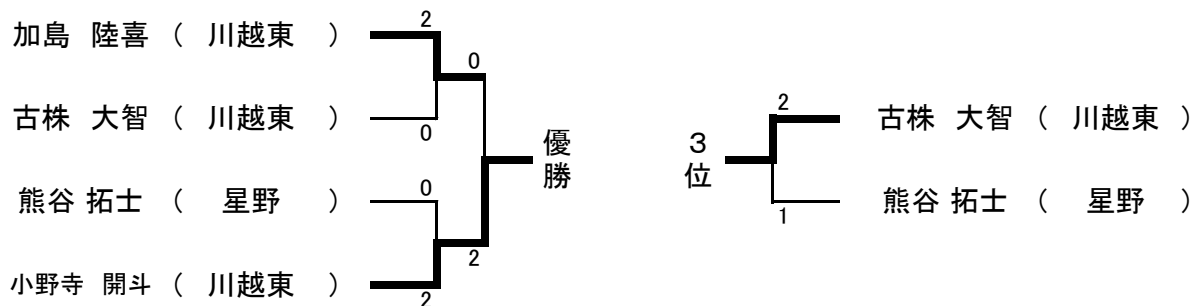 加島 陸喜 ( 川越東 )
2
0
古株 大智 ( 川越東 )
0
優勝
熊谷 拓士 ( 星野 )
0
2
小野寺 開斗 ( 川越東 )
2
3位
2
古株 大智 ( 川越東 )
1
熊谷 拓士 ( 星野 )